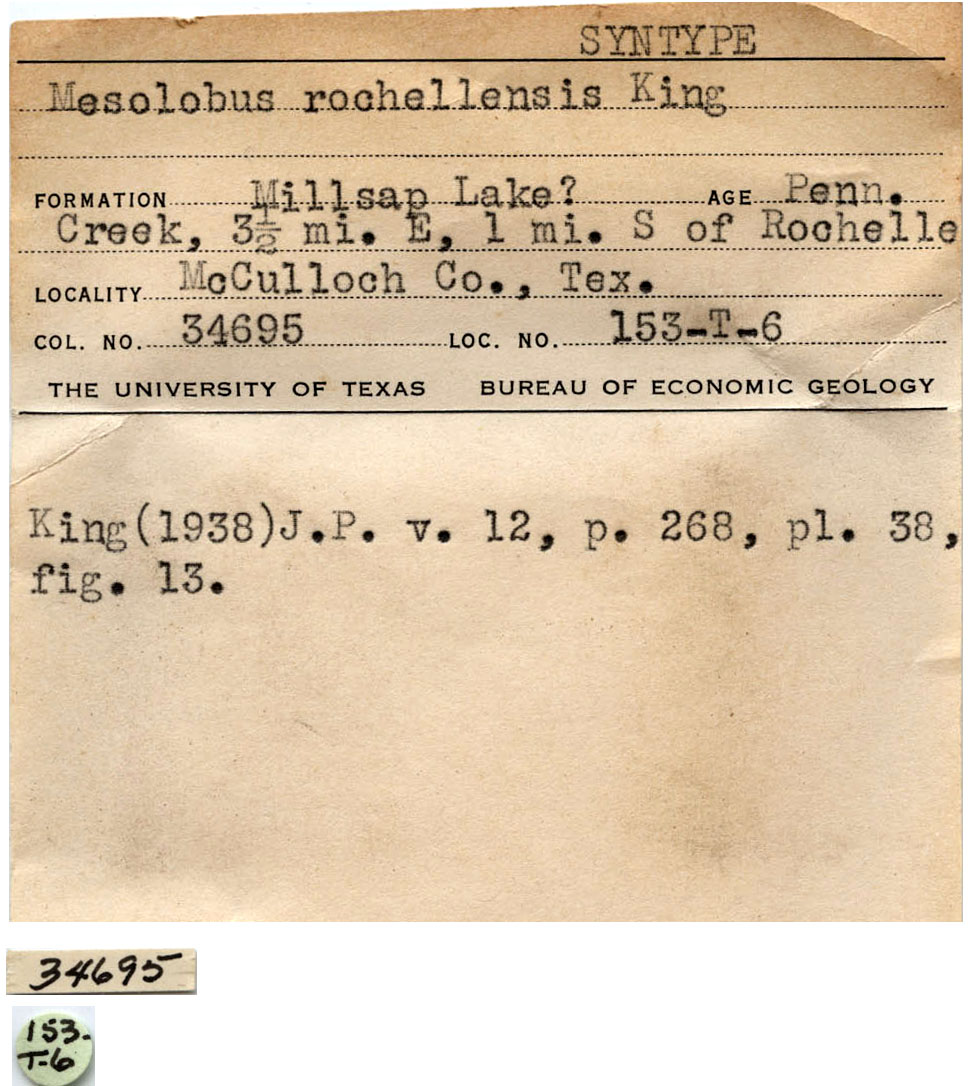 SYNTYPE
Mesolobus rochellensis King
FORMATION Millsap Lake? AGE Penn.
Creek, 3½ mi. E, 1 mi. S of Rochelle
LOCALITY McCulloch Co., Tex.
COL. NO. 34695 LOC. NO. 153-T-6
THE UNIVERSITY OF TEXAS BUREAU OF ECONOMIC GEOLOGY
King(1938)J.P. v. 12, p. 268, pl. 38,
fig. 13.
34695
153-
T-6